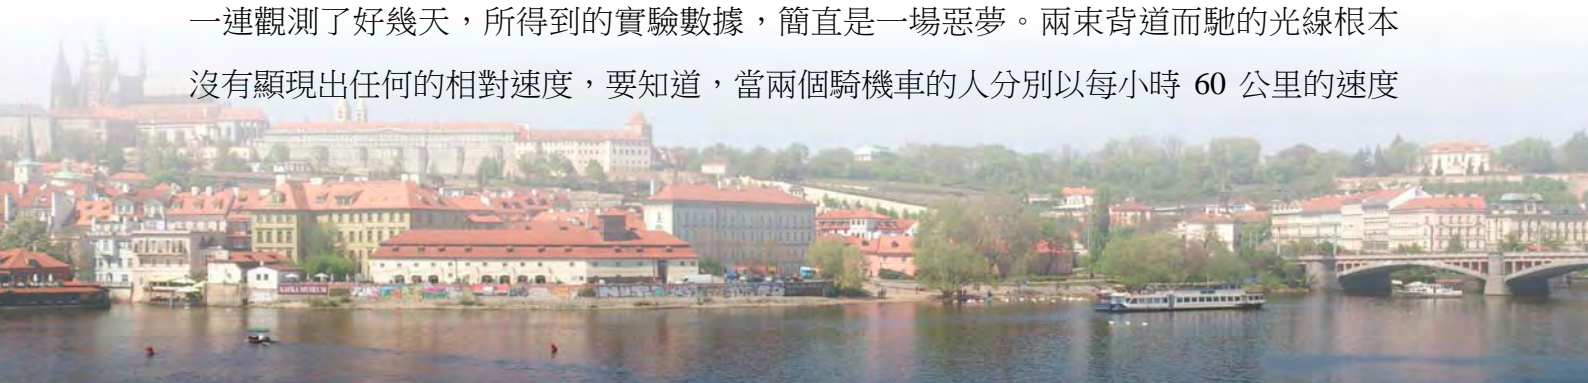 一連觀測了好幾天，所得到的實驗數據，簡直是一場惡夢。兩束背道而馳的光線根本
沒有顯現出任何的相對速度，要知道，當兩個騎機車的人分別以每小時 60 公里的速度
KAFKA MUSEUM